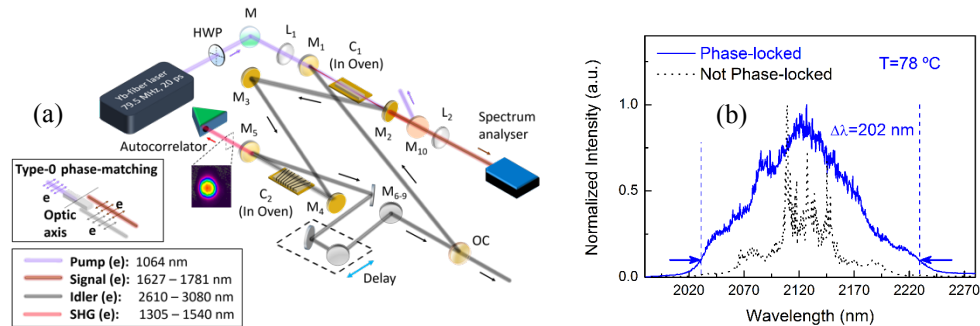 (a)
HWP
M
L1
M1
C1
(In Oven)
Yb-fiber laser
79.5 MHz, 20 ps
M3
M2
M10
L2
Spectrum
analyser
Autocorrelator
M5
C2
(In Oven)
M4
M6-9
OC
Delay
Type-0 phase-matching
e
Optic
axis
e
e
Pump (e): 1064 nm
Signal (e): 1627 – 1781 nm
Idler (e): 2610 – 3080 nm
SHG (e): 1305 – 1540 nm
(b)
Phase-locked
Not Phase-locked
T=78 ºC
Δλ=202 nm
Normalized Intensity (a.u.)
1.0
0.5
0.0
2020 2070 2120 2170 2220 2270
Wavelength (nm)